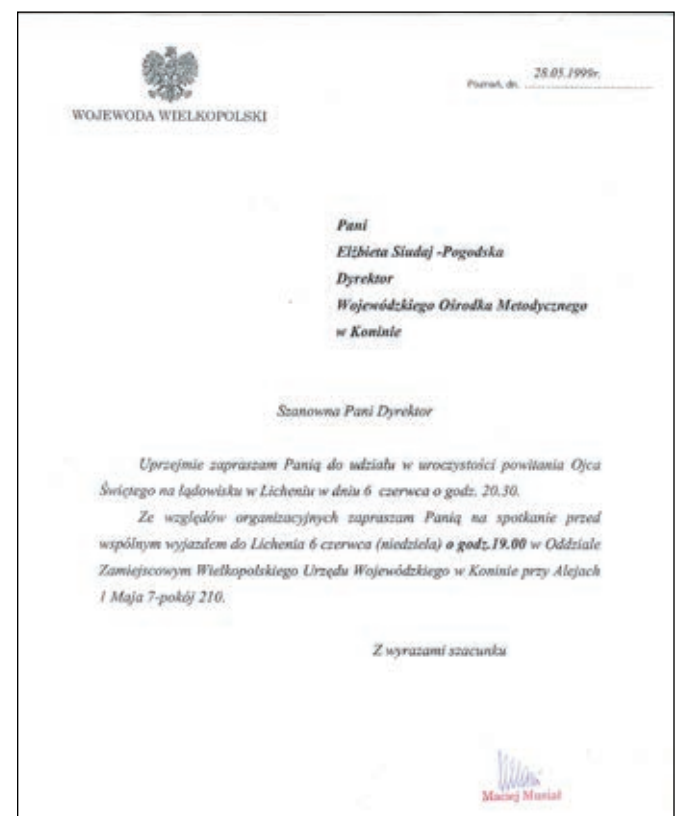 28.05.1999r.
Poznań, dn.
WOJEWODA WIELKOPOLSKI
Pani
Elżbieta Siudaj -Pogodska
Dyrektor
Wojewódzkiego Ośrodka Metodycznego
w Koninie
Szanowna Pani Dyrektor
Uprzejmie zapraszam Panią do udziału w uroczystości powitania Ojca
Świętego na lądowisku w Licheniu w dniu 6 czerwca o godz. 20.30.
Ze względów organizacyjnych zapraszam Panią na spotkanie przed
wspólnym wyjazdem do Lichenia 6 czerwca (niedziela) o godz.19.00 w Oddziale
Zamiejscowym Wielkopolskiego Urzędu Wojewódzkiego w Koninie przy Alejach
1 Maja 7-pokój 210.
Z wyrazami szacunku
Maciej Musiał